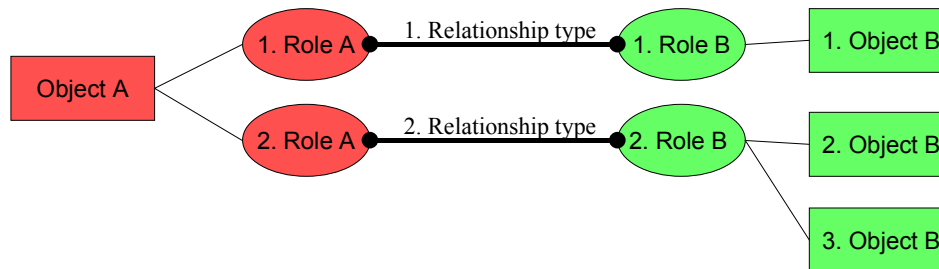 1. Role A
1. Relationship type
1. Role B
1. Object B
Object A
2. Role A
2. Relationship type
2. Role B
2. Object B
3. Object B